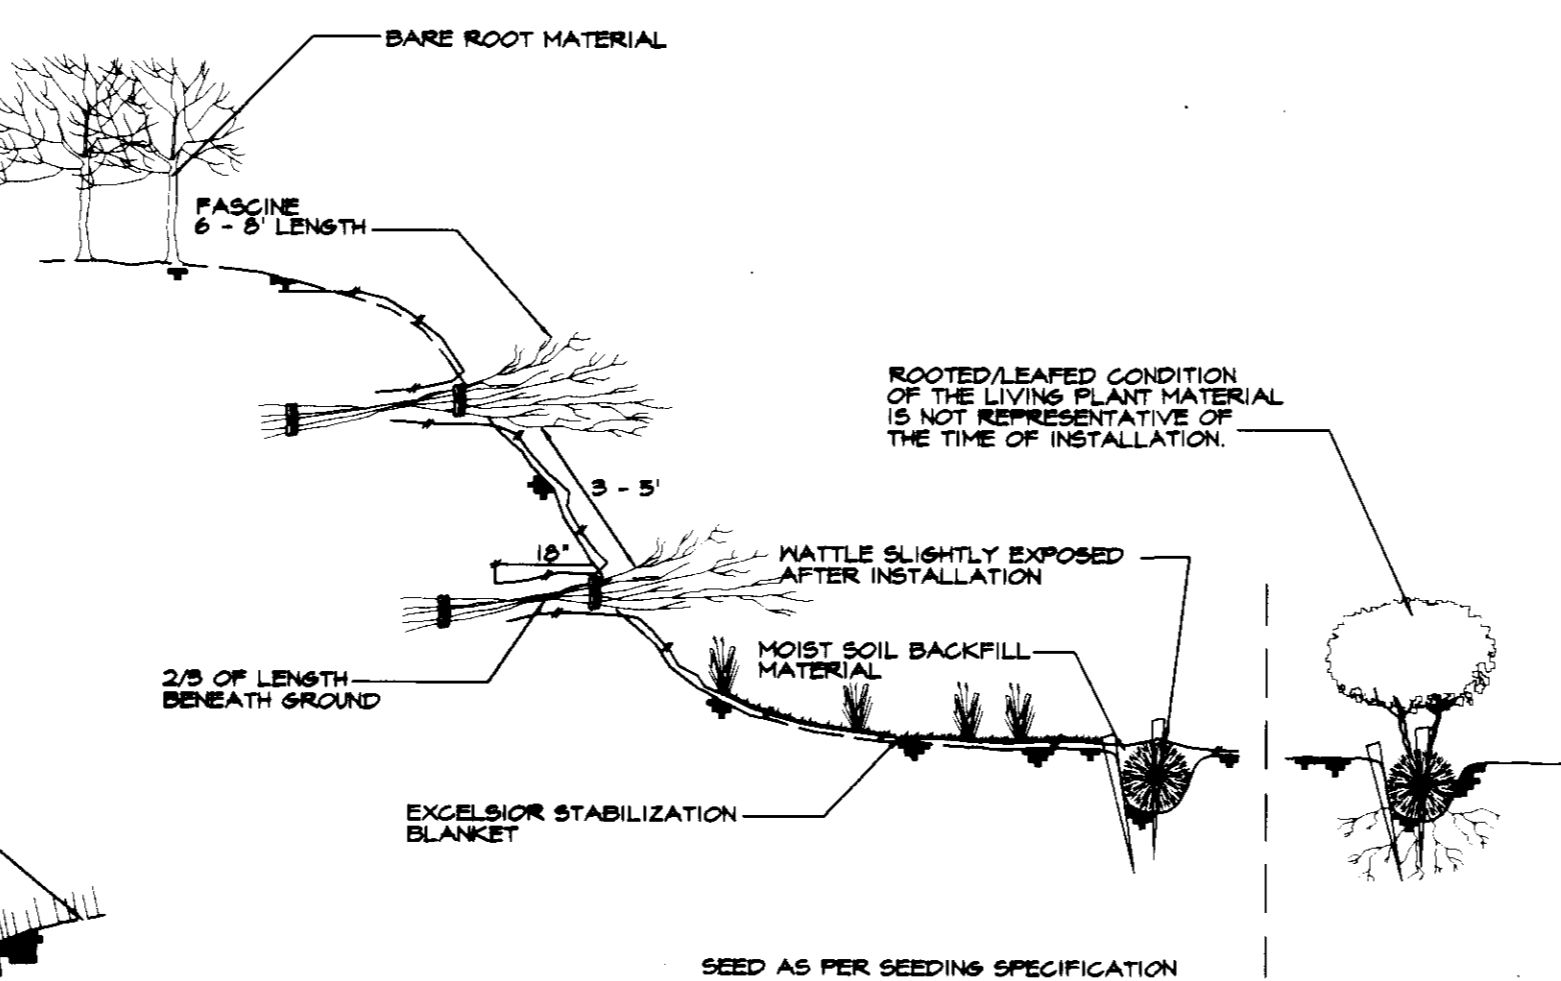 BARE ROOT MATERIAL
FASCINE
6 - 8' LENGTH
ROOTED/LEAFED CONDITION
OF THE LIVING PLANT MATERIAL
IS NOT REPRESENTATIVE OF
THE TIME OF INSTALLATION.
3 - 5'
18"
WATTLE SLIGHTLY EXPOSED
AFTER INSTALLATION
MOIST SOIL BACKFILL
MATERIAL
2/3 OF LENGTH
BENEATH GROUND
EXCELSIOR STABILIZATION
BLANKET
SEED AS PER SEEDING SPECIFICATION